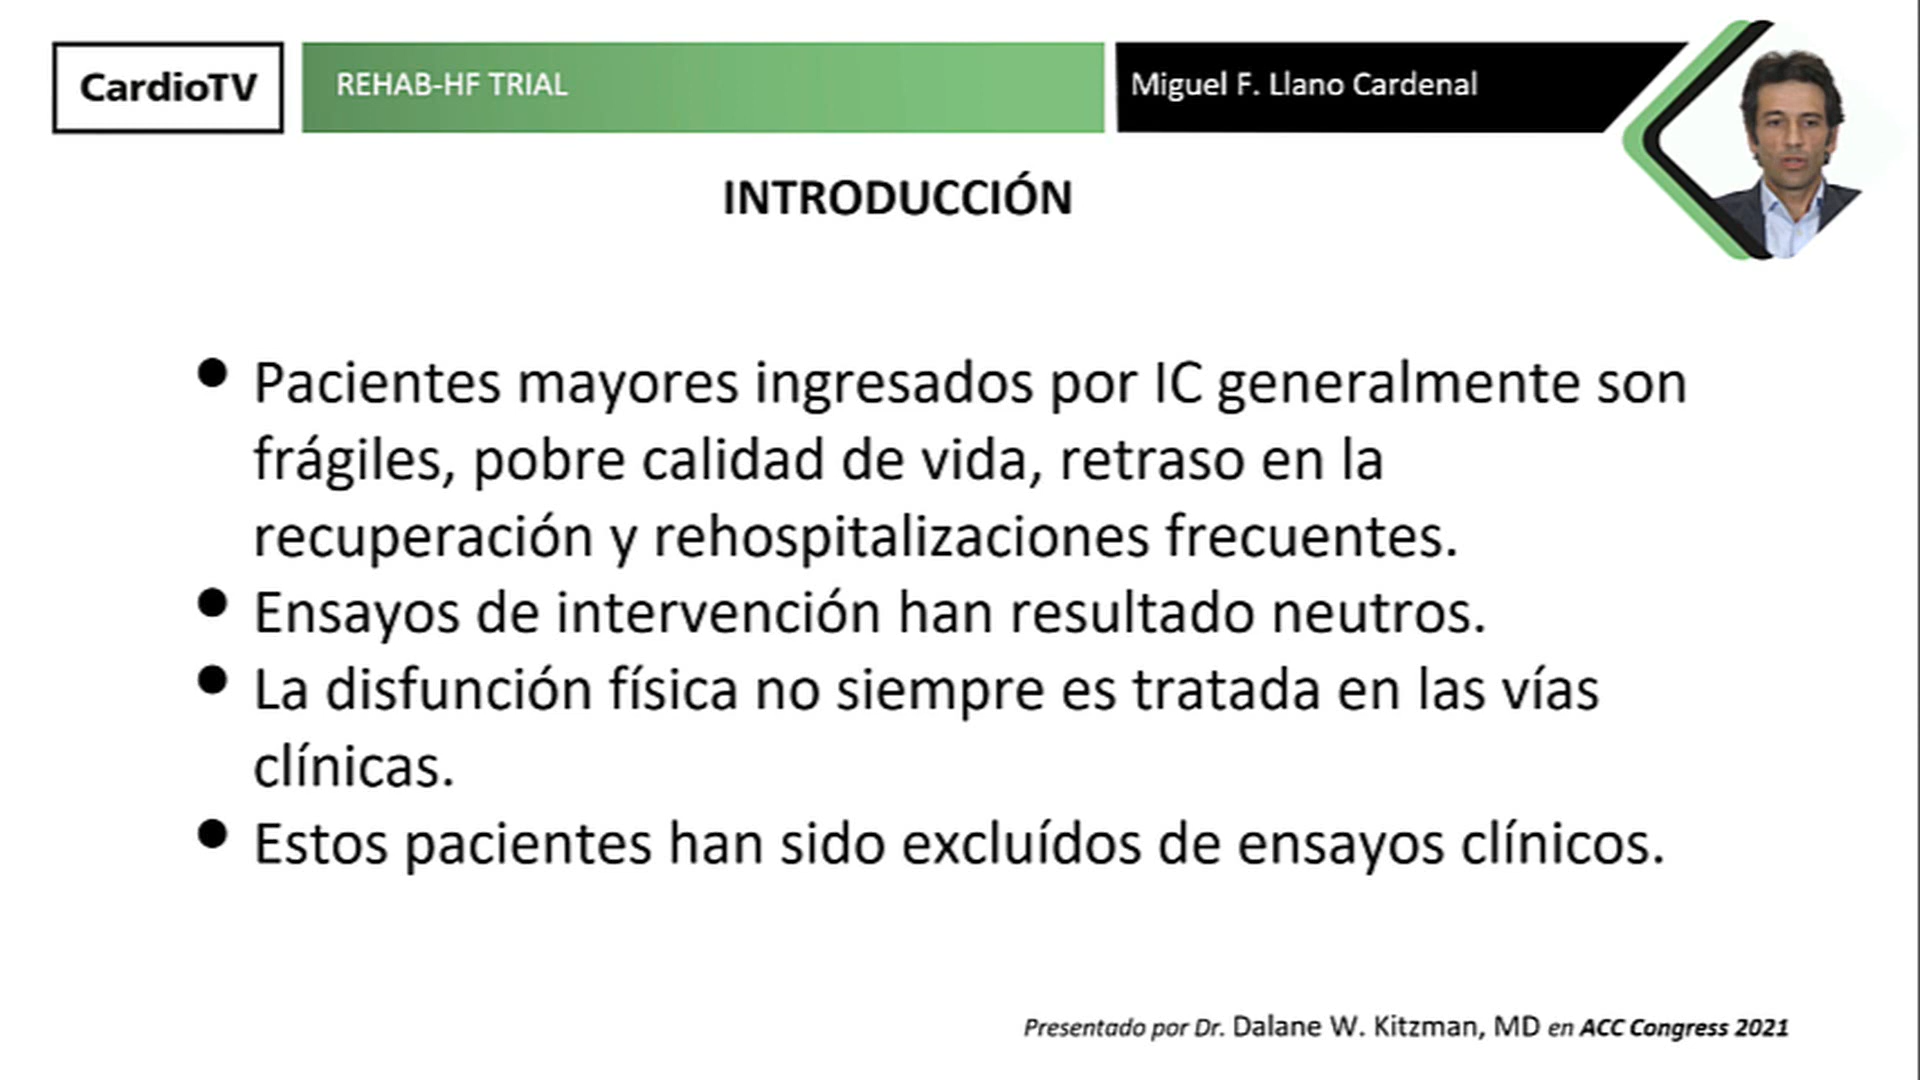 CardioTV
REHAB-HF TRIAL
Miguel F. Llano Cardenal
INTRODUCCIÓN
● Pacientes mayores ingresados por IC generalmente son
frágiles, pobre calidad de vida, retraso en la
recuperación y rehospitalizaciones frecuentes.
● Ensayos de intervención han resultado neutros.
● La disfunción física no siempre es tratada en las vías
clínicas.
● Estos pacientes han sido excluídos de ensayos clínicos.
Presentado por Dr. Dalane W. Kitzman, MD en ACC Congress 2021